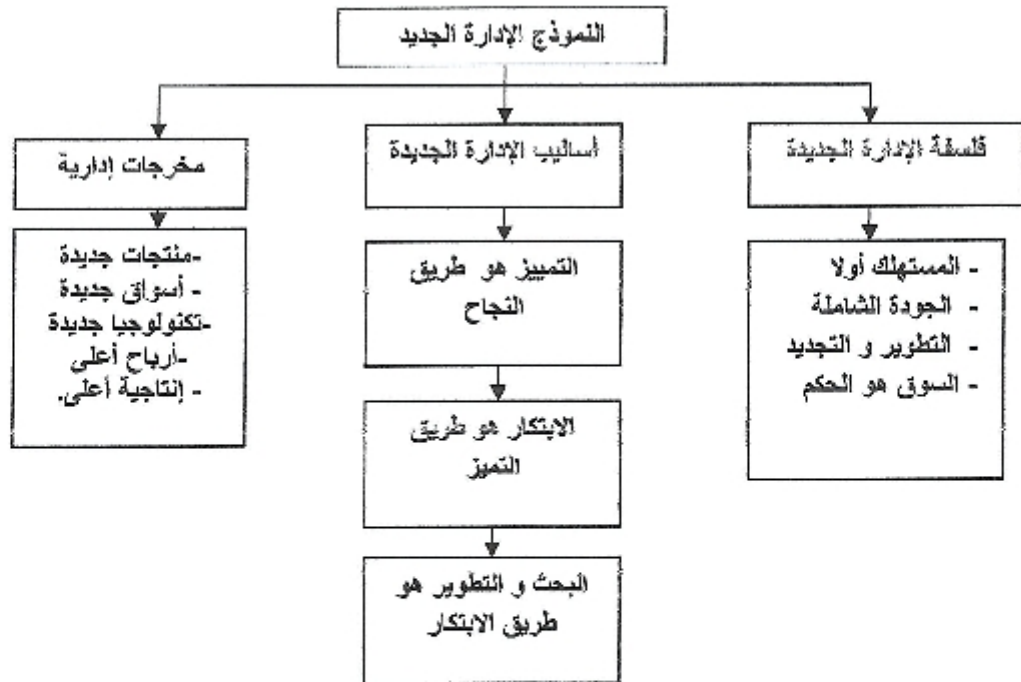 النموذج الإدارة الجديد
فلسفة الإدارة الجديدة
- المستهلك أولا
- الجودة الشاملة
- التطوير و التجديد
- السوق هو الحكم
أساليب الإدارة الجديدة
التمييز هو طريق
النجاح
الابتكار هو طريق
التميز
البحث و التطوير هو
طريق الابتكار
مخرجات إدارية
-منتجات جديدة
- أسواق جديدة
-تكنولوجيا جديدة
-أرباح أعلى
- إنتاجية أعلى.